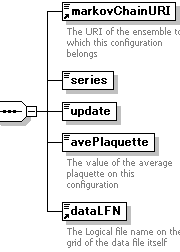 markovChainURI
The URI of the ensemble to
which this configuration
belongs
series
update
avePlaquette
The value of the average
plaquette on this
configuration
dataLFN
The Logical file name on the
grid of the data file itself